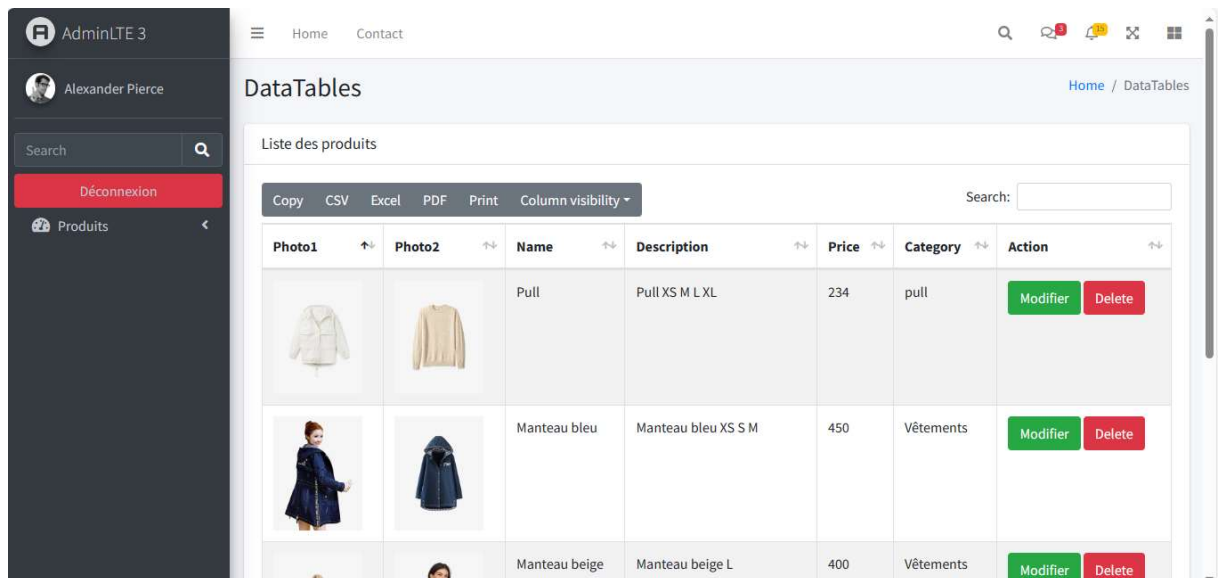 AdminLTE 3
Home Contact
3
15
Alexander Pierce
DataTables
Home / DataTables
Search
Déconnexion
Produits
Liste des produits
Copy CSV Excel PDF Print Column visibility
Search:
Photo1 Photo2 Name Description Price Category Action
Pull Pull XS M L XL 234 pull Modifier Delete
Manteau bleu Manteau bleu XS S M 450 Vêtements Modifier Delete
Manteau beige Manteau beige L 400 Vêtements Modifier Delete